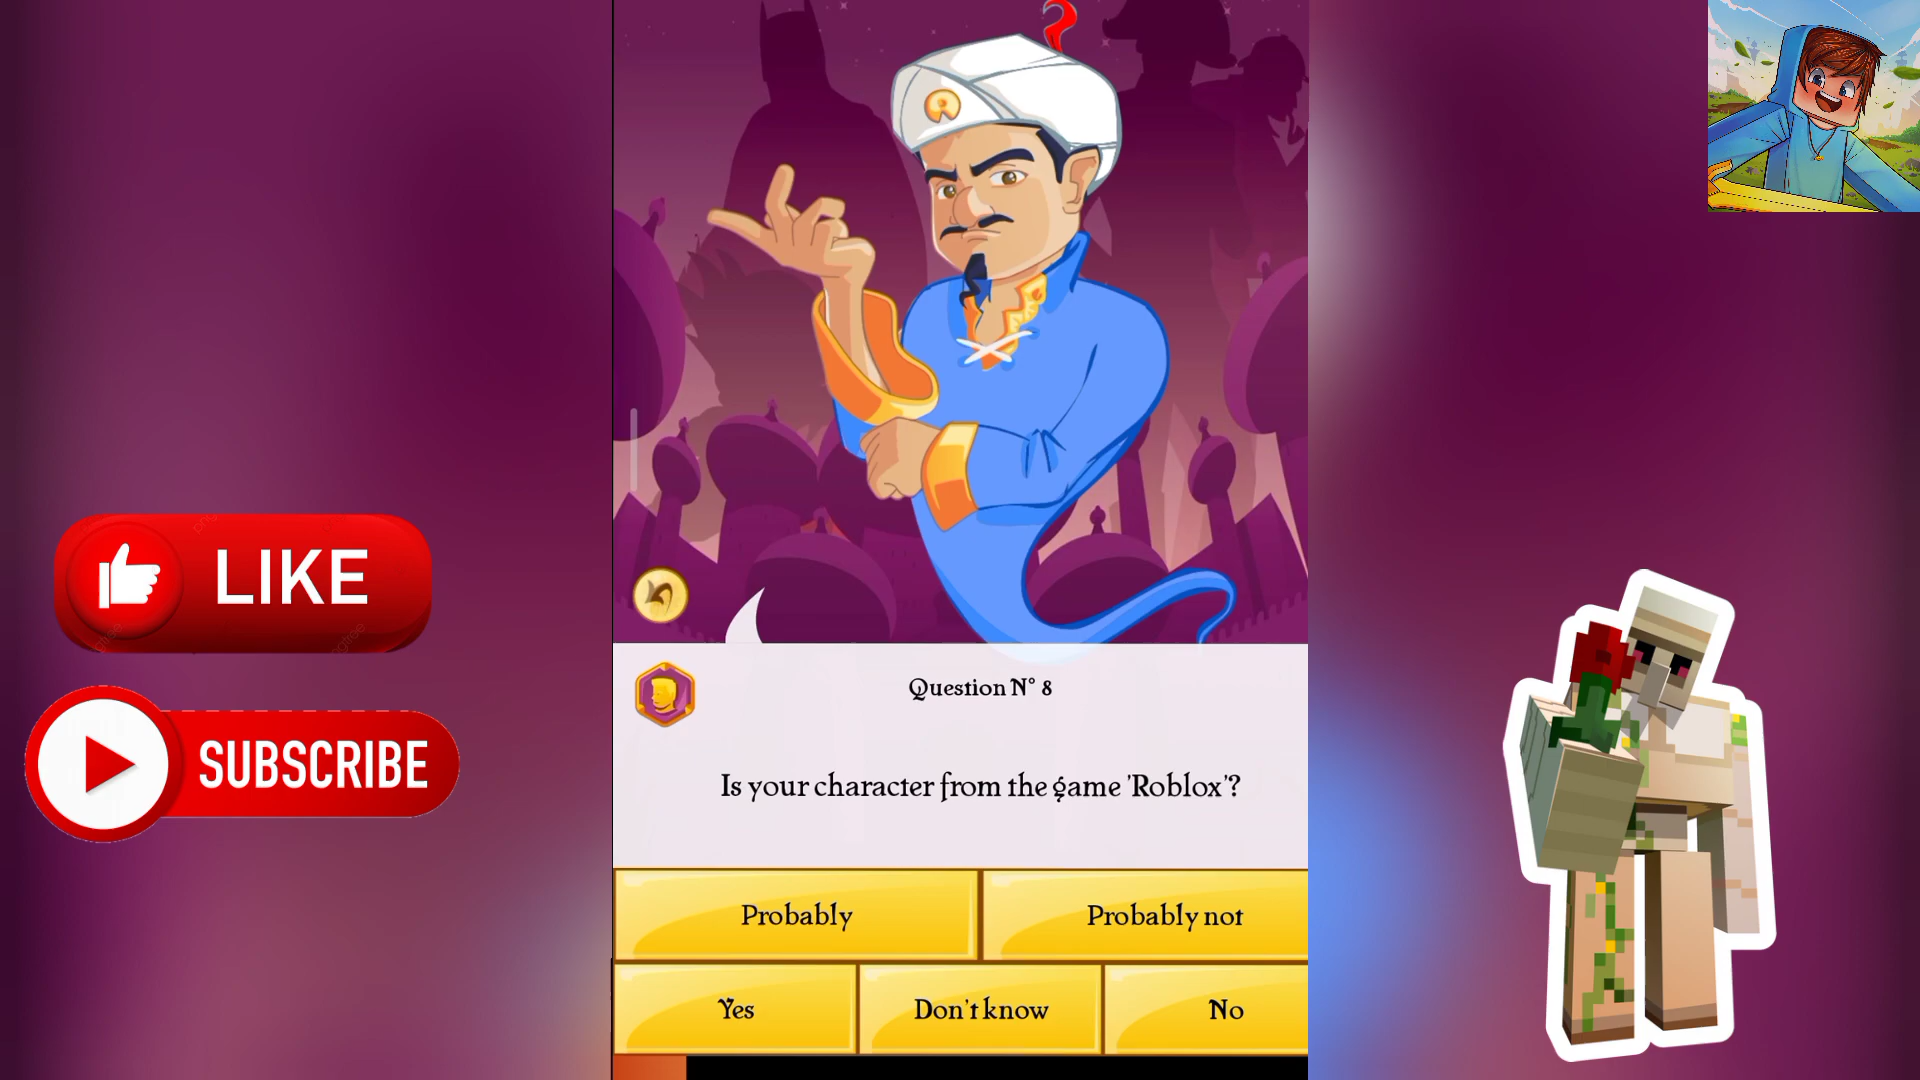 LIKE
SUBSCRIBE
Question N° 8
Is your character from the game 'Roblox'?
Probably
Probably not
Yes
Don't know
No